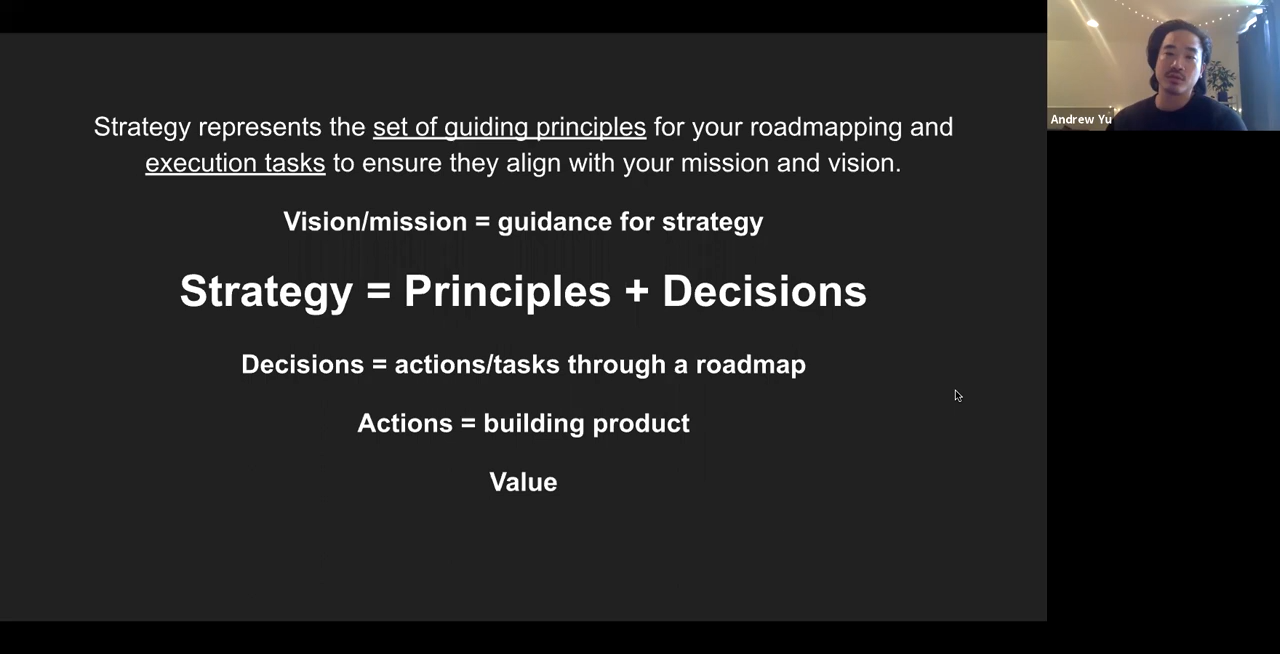 Strategy represents the set of guiding principles for your roadmapping and
execution tasks to ensure they align with your mission and vision.
Vision/mission = guidance for strategy
Strategy = Principles + Decisions
Decisions = actions/tasks through a roadmap
Actions = building product
Value
Andrew Yu